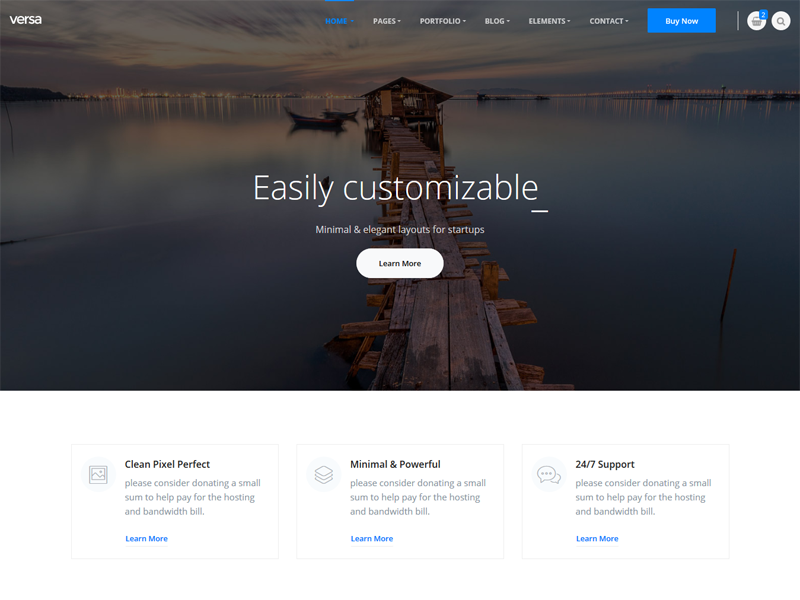 versa
HOME
PAGES
PORTFOLIO
BLOG
ELEMENTS
CONTACT
Buy Now
2
Easily customizable_
Minimal & elegant layouts for startups
Learn More
Clean Pixel Perfect
please consider donating a small
sum to help pay for the hosting
and bandwidth bill.
Learn More
Minimal & Powerful
please consider donating a small
sum to help pay for the hosting
and bandwidth bill.
Learn More
24/7 Support
please consider donating a small
sum to help pay for the hosting
and bandwidth bill.
Learn More